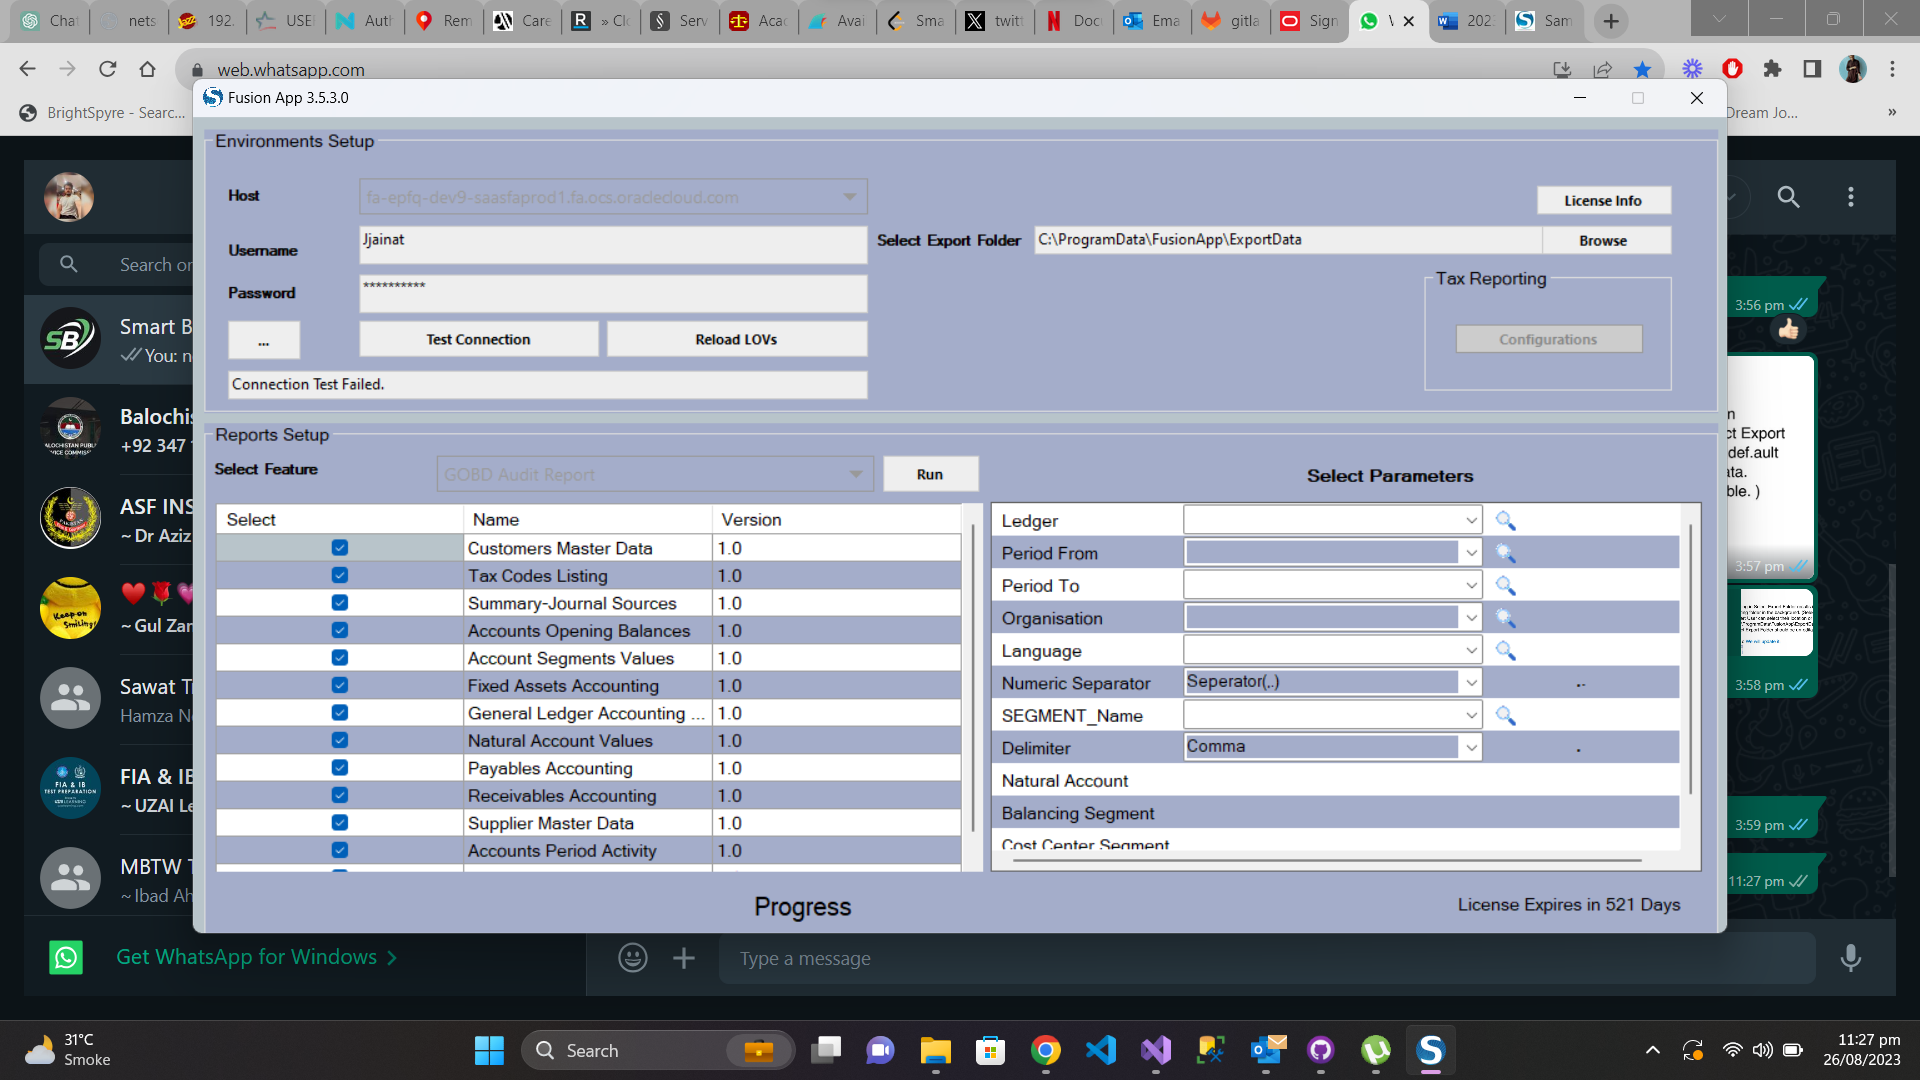 Chat
nets
192.
USE
Auth
Rem
Care
» Clo
Serv
Acac
Avai
Sma
twitt
Docu
Ema
gitla
Sign
202
Sam
web.whatsapp.com
BrightSpyre - Searc...
Dream Jo...
»
Fusion App 3.5.3.0
Environments Setup
Host
fa-epfq-dev9-saasfaprod1.fa.ocs.oraclecloud.com
License Info
Username
Jjainat
Select Export Folder
C:\ProgramData\FusionApp\ExportData
Browse
Password
**********
Tax Reporting
Configurations
...
Test Connection
Reload LOVs
Connection Test Failed.
Reports Setup
Select Feature
GOBD Audit Report
Run
Select Parameters
Select Name Version
Customers Master Data 1.0
Tax Codes Listing 1.0
Summary-Journal Sources 1.0
Accounts Opening Balances 1.0
Account Segments Values 1.0
Fixed Assets Accounting 1.0
General Ledger Accounting ... 1.0
Natural Account Values 1.0
Payables Accounting 1.0
Receivables Accounting 1.0
Supplier Master Data 1.0
Accounts Period Activity 1.0
Ledger
Period From
Period To
Organisation
Language
Numeric Separator Seperator(,.) .-
SEGMENT_Name
Delimiter Comma .
Natural Account
Balancing Segment
Cost Center Segment
Progress
License Expires in 521 Days
Search or
Smart B
You: n
Balochis
+92 347
ASF INS
~ Dr Aziz
~ Gul Zar
Keep on
Smiling!
Sawat T
Hamza N
FIA & IB
~ UZAI Le
FIA & IB
TEST PREPARATION
MBTW T
~ Ibad Ah
Get WhatsApp for Windows
3:56 pm
n
ct Export
def.ault
ata.
ble. )
3:57 pm
3:58 pm
3:59 pm
11:27 pm
Type a message
31°C
Smoke
Search
11:27 pm
26/08/2023